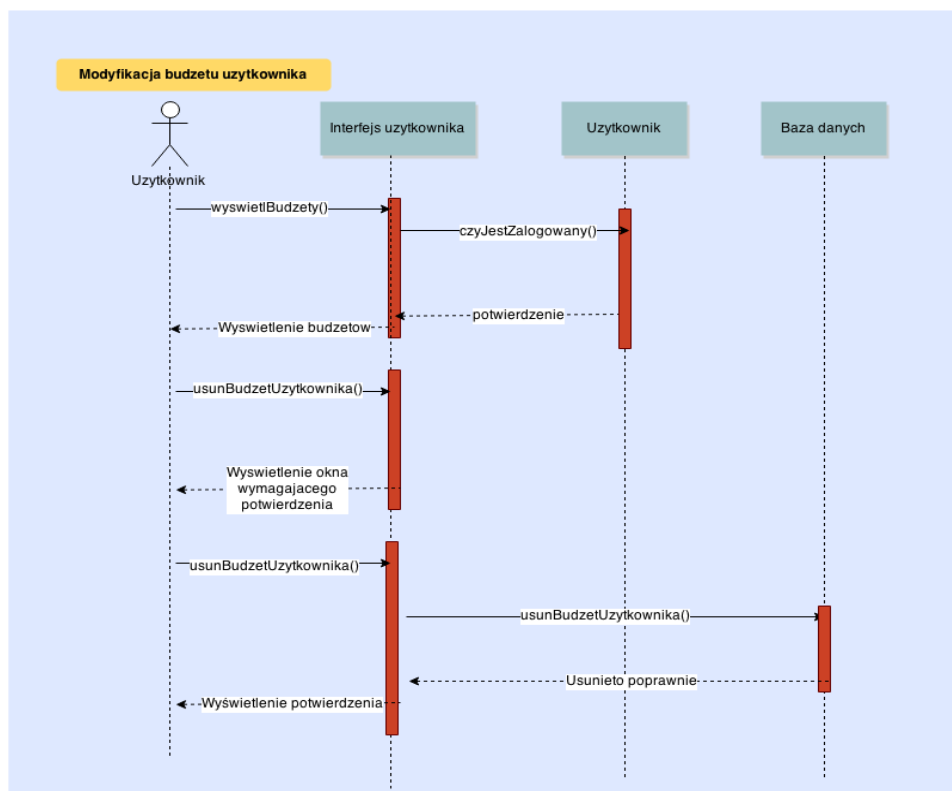 Modyfikacja budzetu uzytkownika
Interfejs uzytkownika
Uzytkownik
Baza danych
Uzytkownik
wyswietlBudzety()
czyJestZalogowany()
potwierdzenie
Wyswietlenie budzetow
usunBudzetUzytkownika()
Wyswietlenie okna
wymagajacego
potwierdzenia
usunBudzetUzytkownika()
usunBudzetUzytkownika()
Usunieto poprawnie
Wyświetlenie potwierdzenia